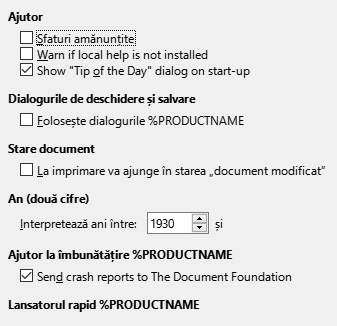 Ajutor
Sfaturi amănunțite
Warn if local help is not installed
Show "Tip of the Day" dialog on start-up
Dialogurile de deschidere și salvare
Folosește dialogurile %PRODUCTNAME
Stare document
La imprimare va ajunge în starea „document modificat”
An (două cifre)
Interpretează ani între: 1930 și
Ajutor la îmbunătățire %PRODUCTNAME
Send crash reports to The Document Foundation
Lansatorul rapid %PRODUCTNAME